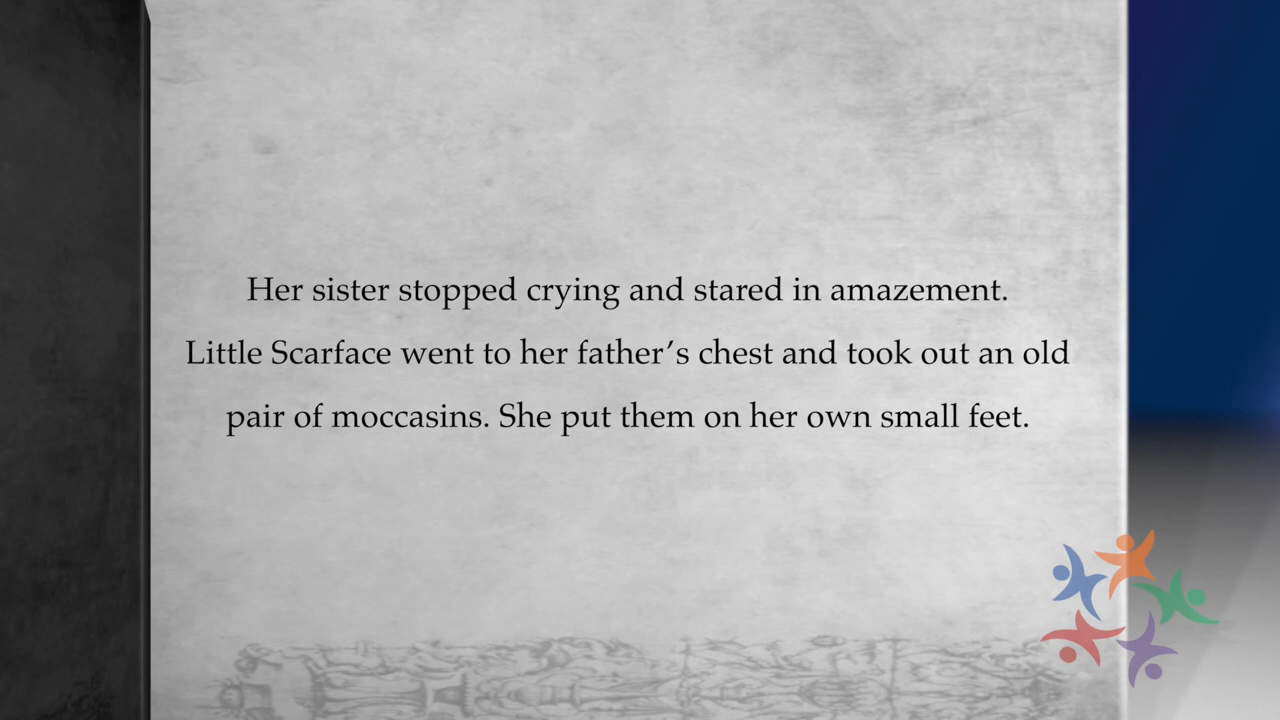 Her sister stopped crying and stared in amazement.
Little Scarface went to her father’s chest and took out an old
pair of moccasins. She put them on her own small feet.